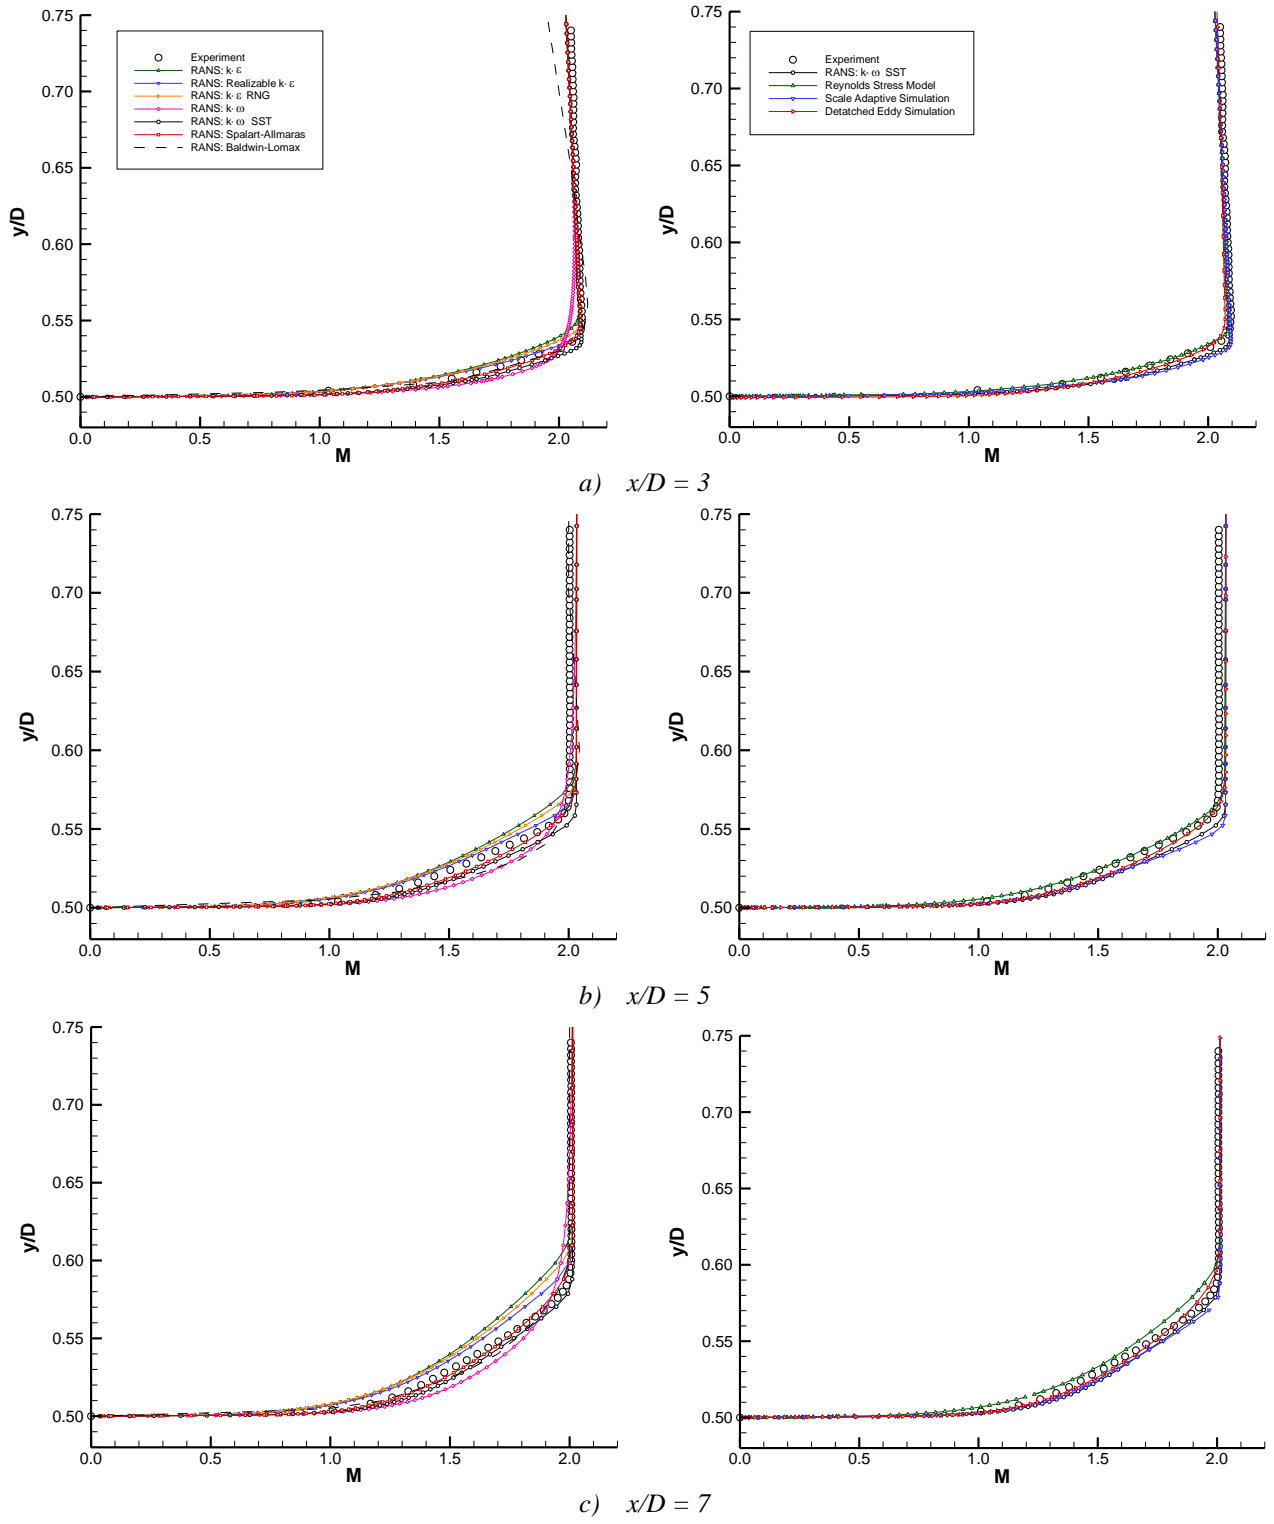 0.75
0.70
0.65
0.60
0.55
0.50
y/D
0.0 0.5 1.0 1.5 2.0
M
Experiment
RANS: k- ε
RANS: Realizable k- ε
RANS: k- ε RNG
RANS: k- ω
RANS: k- ω SST
RANS: Spalart-Allmaras
RANS: Baldwin-Lomax
0.75
0.70
0.65
0.60
0.55
0.50
y/D
0.0 0.5 1.0 1.5 2.0
M
Experiment
RANS: k- ω SST
Reynolds Stress Model
Scale Adaptive Simulation
Detatched Eddy Simulation
a) x/D = 3
0.75
0.70
0.65
0.60
0.55
0.50
y/D
0.0 0.5 1.0 1.5 2.0
M
0.75
0.70
0.65
0.60
0.55
0.50
y/D
0.0 0.5 1.0 1.5 2.0
M
b) x/D = 5
0.75
0.70
0.65
0.60
0.55
0.50
y/D
0.0 0.5 1.0 1.5 2.0
M
0.75
0.70
0.65
0.60
0.55
0.50
y/D
0.0 0.5 1.0 1.5 2.0
M
c) x/D = 7